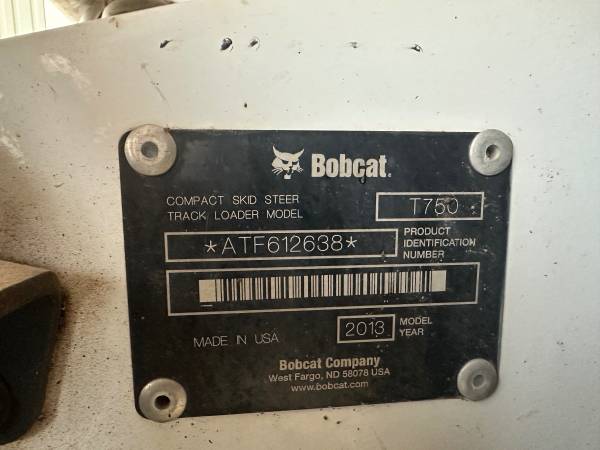 Bobcat.
COMPACT SKID STEER
TRACK LOADER MODEL
T750
*ATF612638*
PRODUCT
IDENTIFICATION
NUMBER
MADE IN USA
2013
MODEL
YEAR
Bobcat Company
West Fargo, ND 58078 USA
www.bobcat.com